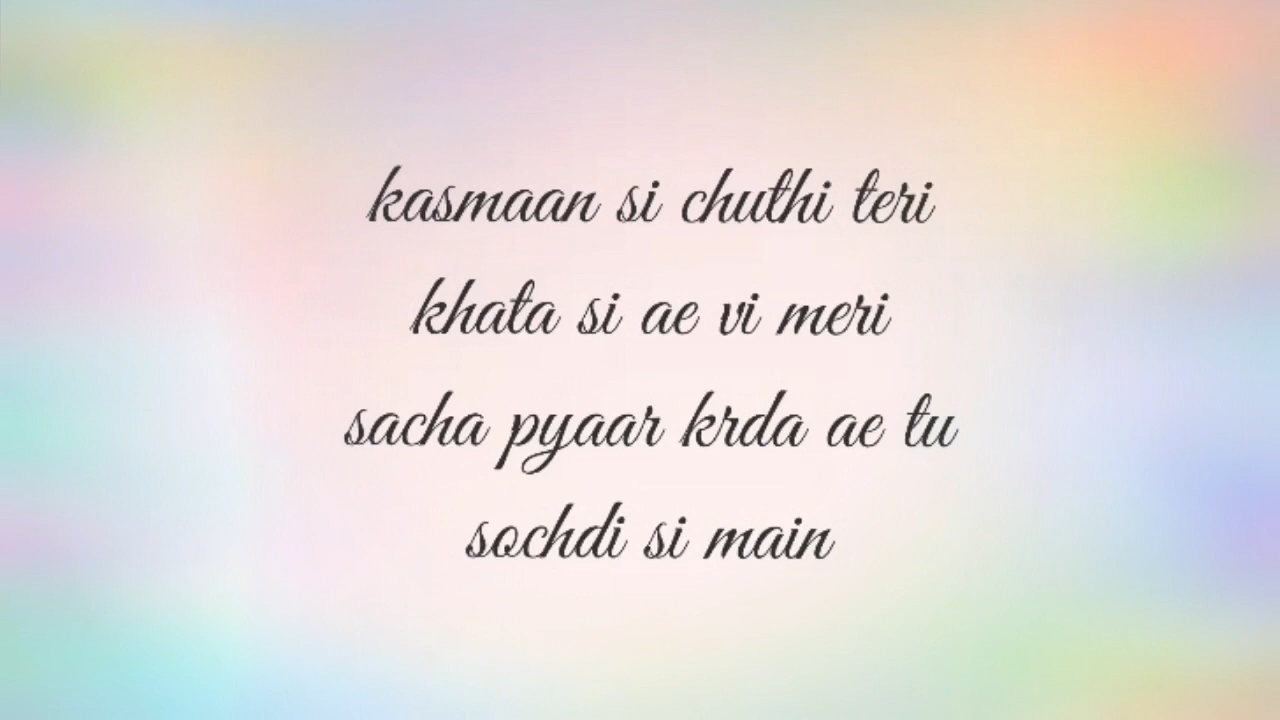 kasmaan si chuthi teri
khata si ae vi meri
sacha pyaar krda ae tu
sochdi si main